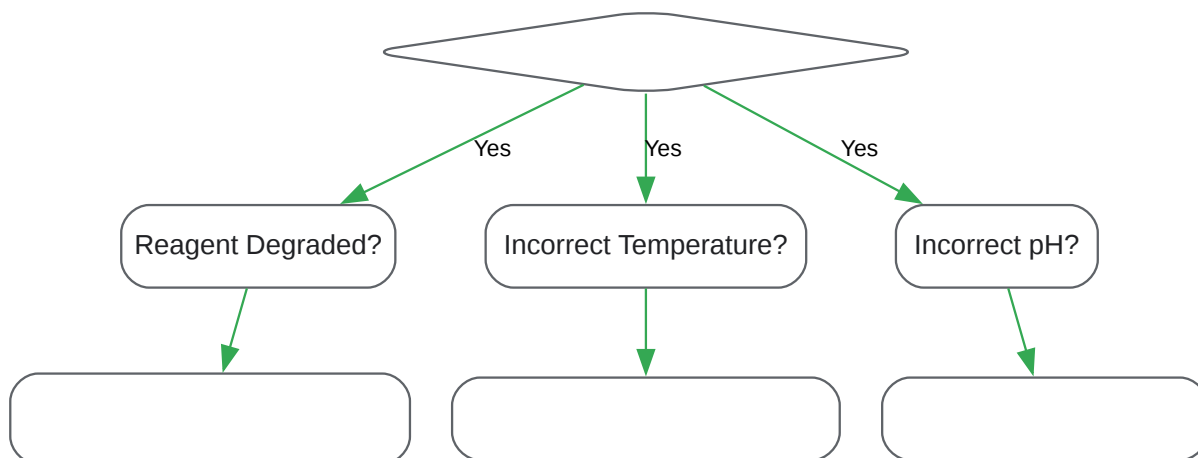 Yes
Yes
Yes
Reagent Degraded?
Incorrect Temperature?
Incorrect pH?